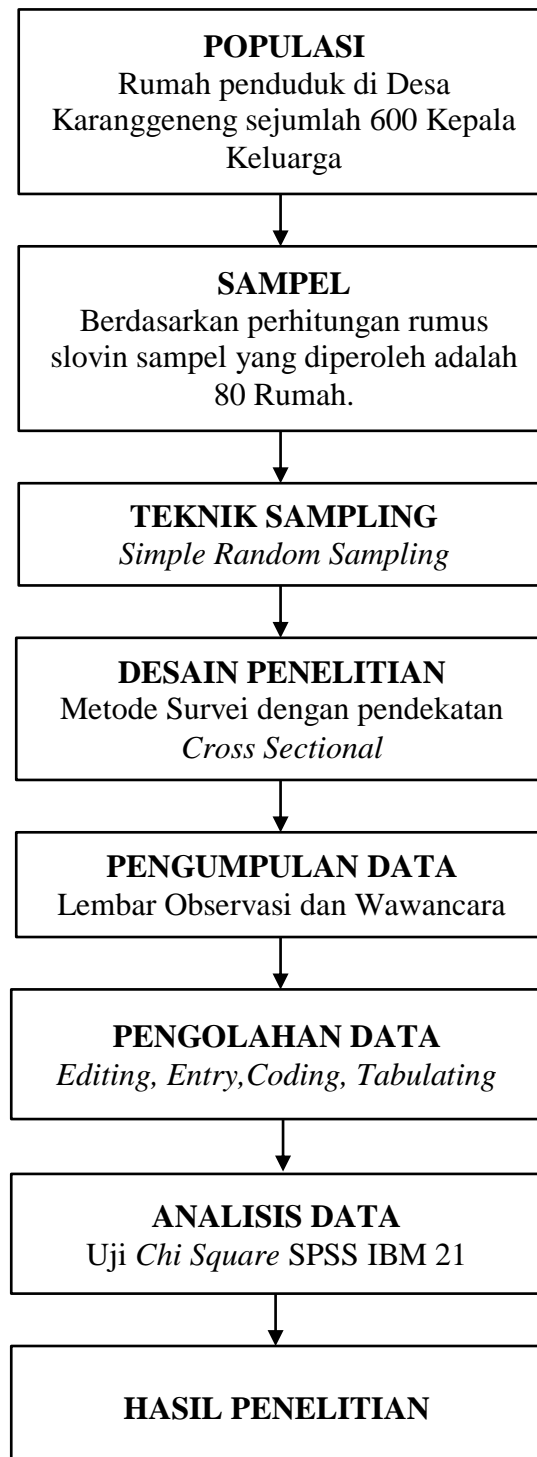 POPULASI
Rumah penduduk di Desa
Karanggeneng sejumlah 600 Kepala
Keluarga
SAMPEL
Berdasarkan perhitungan rumus
slovin sampel yang diperoleh adalah
80 Rumah.
TEKNIK SAMPLING
Simple Random Sampling
DESAIN PENELITIAN
Metode Survei dengan pendekatan
Cross Sectional
PENGUMPULAN DATA
Lembar Observasi dan Wawancara
PENGOLAHAN DATA
Editing, Entry,Coding, Tabulating
ANALISIS DATA
Uji Chi Square SPSS IBM 21
HASIL PENELITIAN